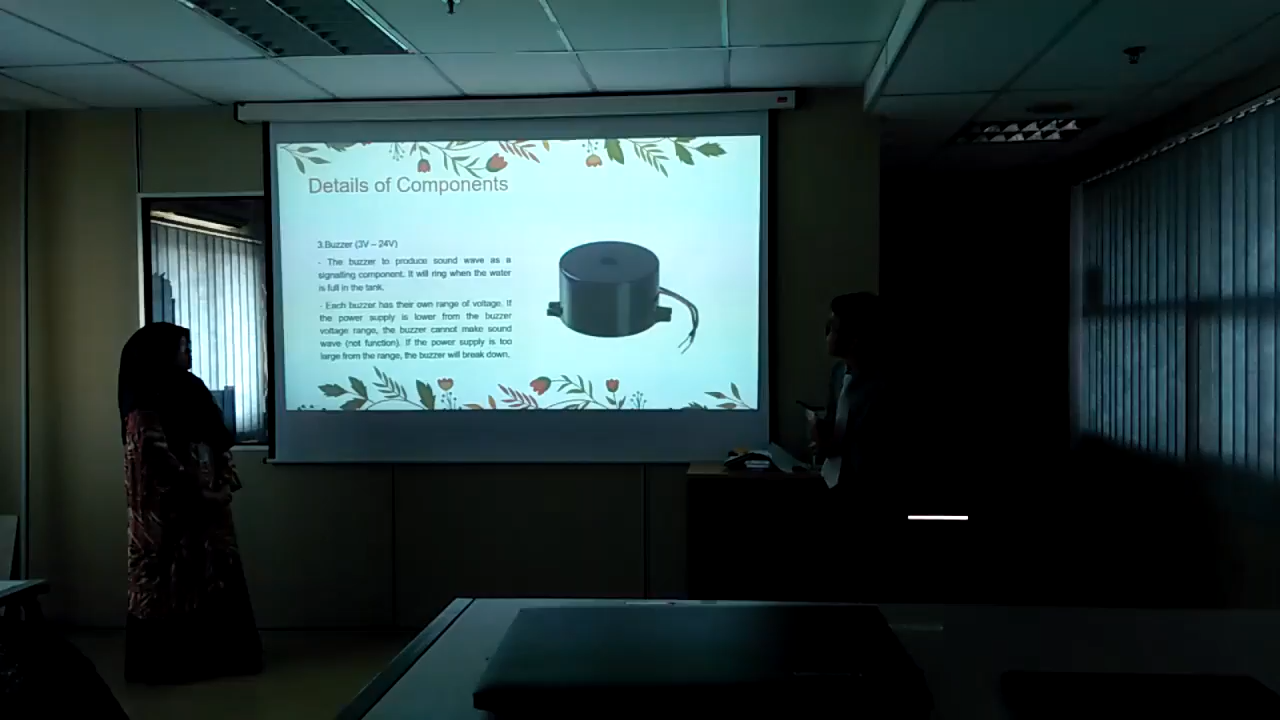 Details of Components
3.Buzzer (3V – 24V)
- The buzzer to produce sound wave as a
signalling component. It will ring when the water
is full in the tank.
- Each buzzer has their own range of voltage. If
the power supply is lower from the buzzer
voltage range, the buzzer cannot make sound
wave (not function). If the power supply is too
large from the range, the buzzer will break down.